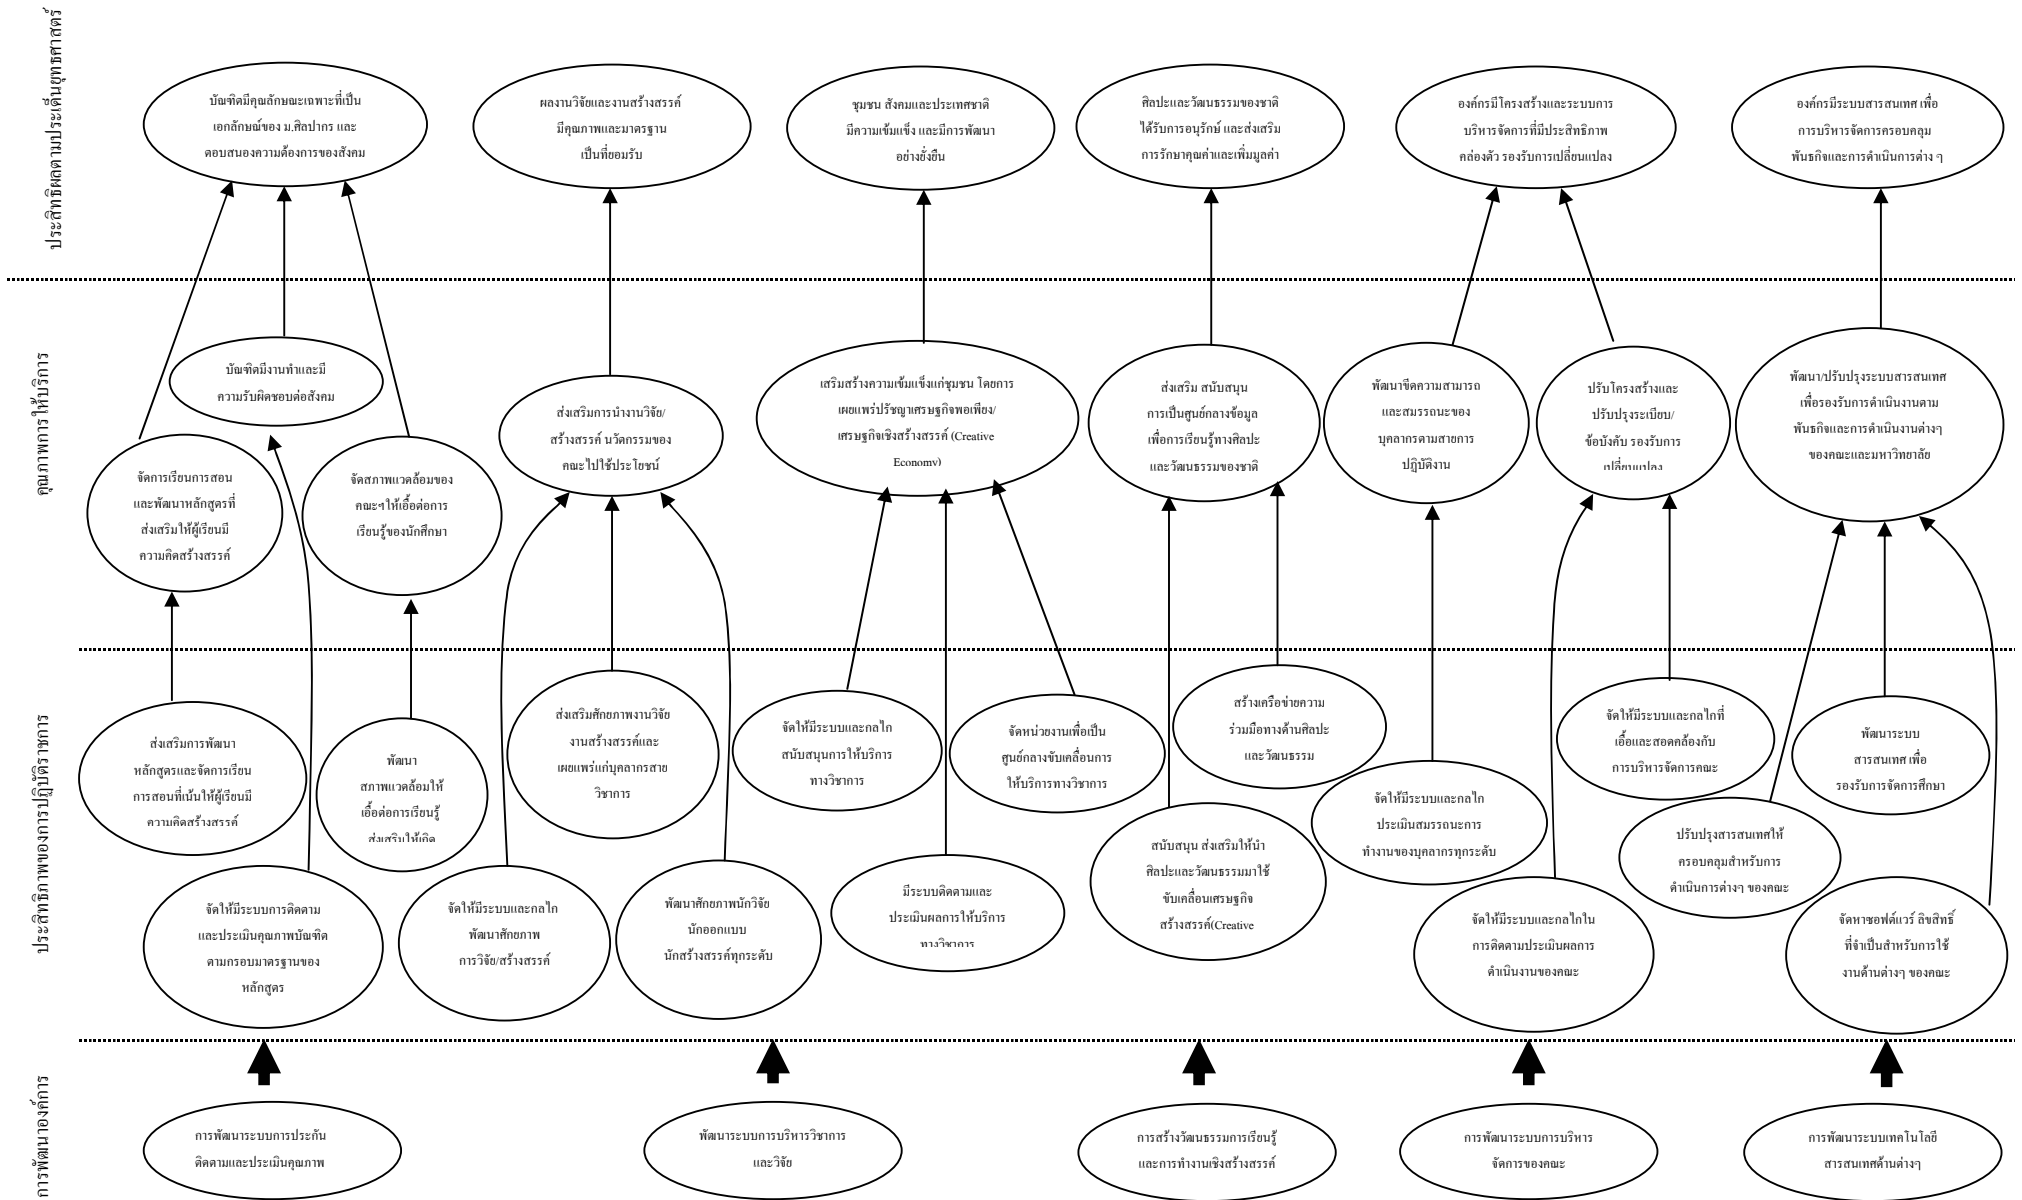 ประสิทธิผลตามประเด็นยุทธศาสตร์
บัณฑิตมีคุณลักษณะเฉพาะที่เป็น
เอกลักษณ์ของ ม.ศิลปากร และ
ตอบสนองความต้องการของสังคม
ผลงานวิจัยและงานสร้างสรรค์
มีคุณภาพและมาตรฐาน
เป็นที่ยอมรับ
ชุมชน สังคมและประเทศชาติ
มีความเข้มแข็ง และมีการพัฒนา
อย่างยั่งยืน
ศิลปะและวัฒนธรรมของชาติ
ได้รับการอนุรักษ์ และส่งเสริม
การรักษาคุณค่าและเพิ่มมูลค่า
องค์กรมีโครงสร้างและระบบการ
บริหารจัดการที่มีประสิทธิภาพ
คล่องตัว รองรับการเปลี่ยนแปลง
องค์กรมีระบบสารสนเทศ เพื่อ
การบริหารจัดการครอบคลุม
พันธกิจและการดำเนินการต่าง ๆ
คุณภาพการให้บริการ
บัณฑิตมีงานทำและมี
ความรับผิดชอบต่อสังคม
จัดการเรียนการสอน
และพัฒนาหลักสูตรที่
ส่งเสริมให้ผู้เรียนมี
ความคิดสร้างสรรค์
จัดสภาพแวดล้อมของ
คณะฯให้เอื้อต่อการ
เรียนรู้ของนักศึกษา
ส่งเสริมการนำงานวิจัย/
สร้างสรรค์ นวัตกรรมของ
คณะไปใช้ประโยชน์
เสริมสร้างความเข้มแข็งแก่ชุมชน โดยการ
เผยแพร่ปรัชญาเศรษฐกิจพอเพียง/
เศรษฐกิจเชิงสร้างสรรค์ (Creative
Economy)
ส่งเสริม สนับสนุน
การเป็นศูนย์กลางข้อมูล
เพื่อการเรียนรู้ทางศิลปะ
และวัฒนธรรมของชาติ
พัฒนาขีดความสามารถ
และสมรรถนะของ
บุคลากรตามสายการ
ปฏิบัติงาน
ปรับโครงสร้างและ
ปรับปรุงระเบียบ/
ข้อบังคับ รองรับการ
เปลี่ยนแปลง
พัฒนา/ปรับปรุงระบบสารสนเทศ
เพื่อรองรับการดำเนินงานตาม
พันธกิจและการดำเนินงานต่างๆ
ของคณะและมหาวิทยาลัย
ประสิทธิภาพของการปฏิบัติราชการ
ส่งเสริมการพัฒนา
หลักสูตรและจัดการเรียน
การสอนที่เน้นให้ผู้เรียนมี
ความคิดสร้างสรรค์
จัดให้มีระบบการติดตาม
และประเมินคุณภาพบัณฑิต
ตามกรอบมาตรฐานของ
หลักสูตร
พัฒนา
สภาพแวดล้อมให้
เอื้อต่อการเรียนรู้
ส่งเสริมให้เกิด
จัดให้มีระบบและกลไก
พัฒนาศักยภาพ
การวิจัย/สร้างสรรค์
ส่งเสริมศักยภาพงานวิจัย
งานสร้างสรรค์และ
เผยแพร่แก่บุคลากรสาย
วิชาการ
พัฒนาศักยภาพนักวิจัย
นักออกแบบ
นักสร้างสรรค์ทุกระดับ
จัดให้มีระบบและกลไก
สนับสนุนการให้บริการ
ทางวิชาการ
มีระบบติดตามและ
ประเมินผลการให้บริการ
ทางวิชาการ
จัดหน่วยงานเพื่อเป็น
ศูนย์กลางขับเคลื่อนการ
ให้บริการทางวิชาการ
สร้างเครือข่ายความ
ร่วมมือทางด้านศิลปะ
และวัฒนธรรม
สนับสนุน ส่งเสริมให้นำ
ศิลปะและวัฒนธรรมมาใช้
ขับเคลื่อนเศรษฐกิจ
สร้างสรรค์(Creative
จัดให้มีระบบและกลไก
ประเมินสมรรถนะการ
ทำงานของบุคลากรทุกระดับ
จัดให้มีระบบและกลไกใน
การติดตามประเมินผลการ
ดำเนินงานของคณะ
จัดให้มีระบบและกลไกที่
เอื้อและสอดคล้องกับ
การบริหารจัดการคณะ
ปรับปรุงสารสนเทศให้
ครอบคลุมสำหรับการ
ดำเนินการต่างๆ ของคณะ
พัฒนาระบบ
สารสนเทศ เพื่อ
รองรับการจัดการศึกษา
จัดหาซอฟต์แวร์ ลิขสิทธิ์
ที่จำเป็นสำหรับการใช้
งานด้านต่างๆ ของคณะ
การพัฒนาองค์การ
การพัฒนาระบบการประกัน
ติดตามและประเมินคุณภาพ
พัฒนาระบบการบริหารวิชาการ
และวิจัย
การสร้างวัฒนธรรมการเรียนรู้
และการทำงานเชิงสร้างสรรค์
การพัฒนาระบบการบริหาร
จัดการของคณะ
การพัฒนาระบบเทคโนโลยี
สารสนเทศด้านต่างๆ